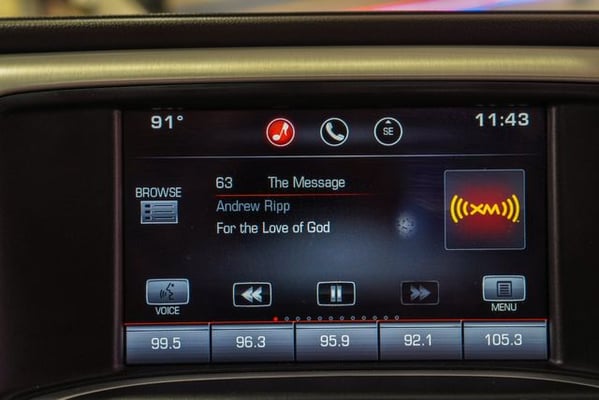 91°
11:43
SE
63 The Message
BROWSE
Andrew Ripp
For the Love of God
XM
VOICE
MENU
99.5 96.3 95.9 92.1 105.3